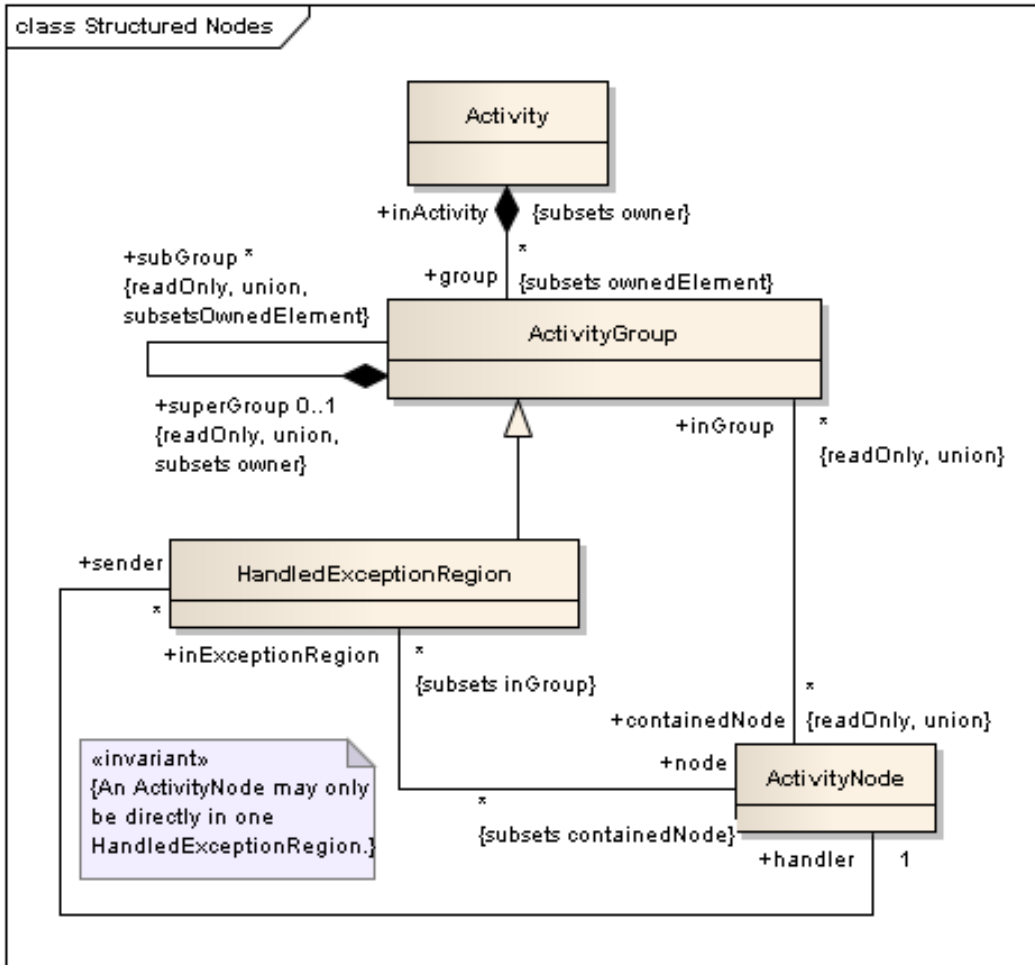 class Structured Nodes
Activity
+inActivity
{subsets owner}
+subGroup *
{readOnly, union,
subsetsOwnedElement}
*
+group
{subsets ownedElement}
ActivityGroup
+superGroup 0..1
{readOnly, union,
subsets owner}
+inGroup
*
{readOnly, union}
+sender
*
HandledExceptionRegion
+inExceptionRegion
*
{subsets inGroup}
*
+containedNode
{readOnly, union}
«invariant»
{An ActivityNode may only
be directly in one
HandledExceptionRegion.}
+node
*
{subsets containedNode}
ActivityNode
+handler
1